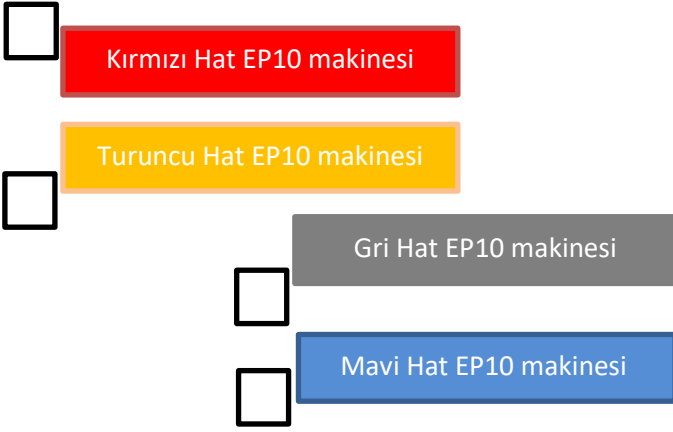 Kırmızı Hat EP10 makinesi
Turuncu Hat EP10 makinesi
Gri Hat EP10 makinesi
Mavi Hat EP10 makinesi